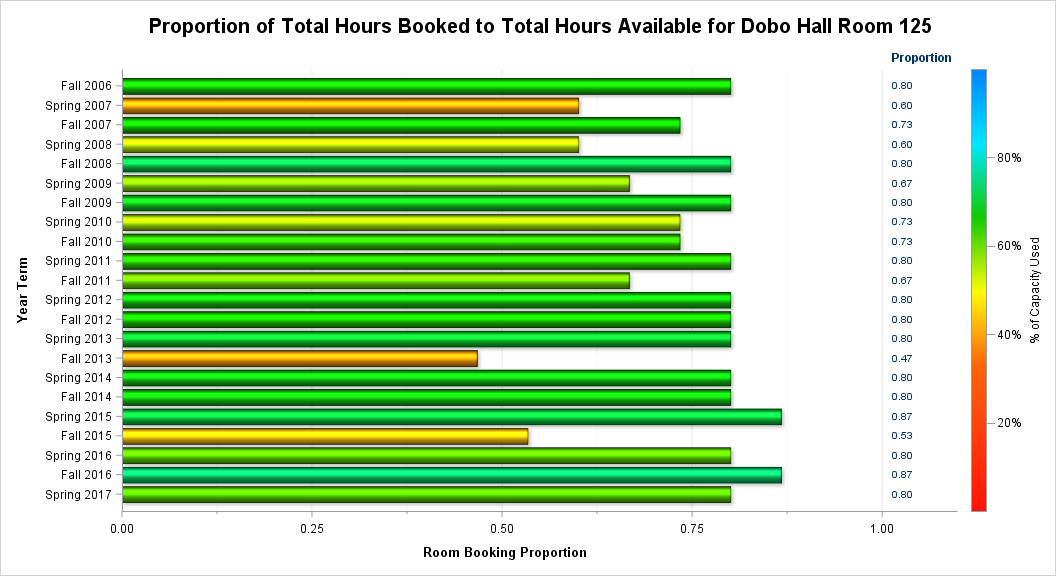 Proportion of Total Hours Booked to Total Hours Available for Dobo Hall Room 125
Proportion
Fall 2006 0.80
Spring 2007 0.60
Fall 2007 0.73
Spring 2008 0.60
Fall 2008 0.80
Spring 2009 0.67
Fall 2009 0.80
Spring 2010 0.73
Fall 2010 0.73
Spring 2011 0.80
Fall 2011 0.67
Spring 2012 0.80
Fall 2012 0.80
Spring 2013 0.80
Fall 2013 0.47
Spring 2014 0.80
Fall 2014 0.80
Spring 2015 0.87
Fall 2015 0.53
Spring 2016 0.80
Fall 2016 0.87
Spring 2017 0.80
Year Term
0.00 0.25 0.50 0.75 1.00
Room Booking Proportion
80%
60%
40%
20%
% of Capacity Used